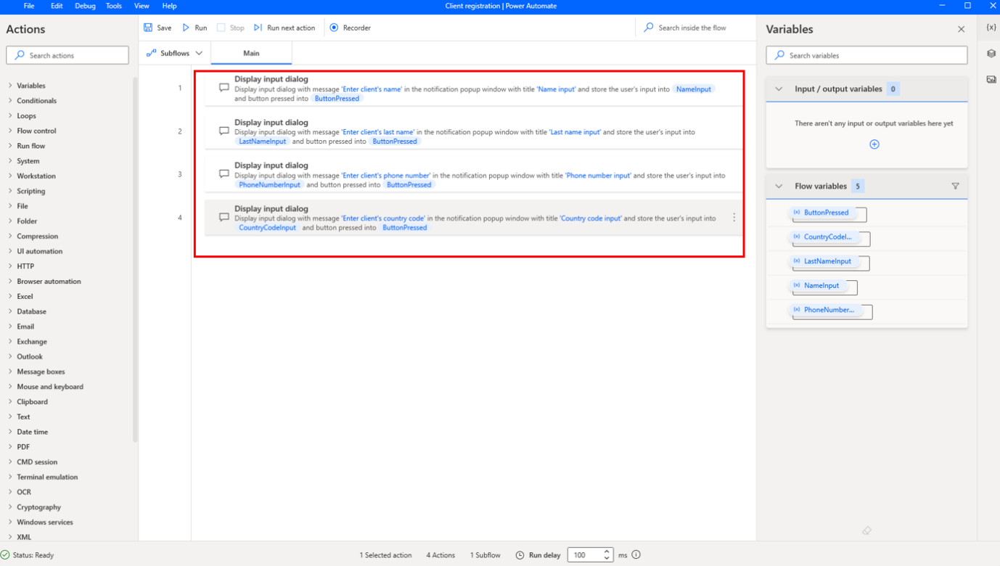 File Edit Debug Tools View Help
Client registration | Power Automate
Actions
Search actions
Variables
Conditionals
Loops
Flow control
Run flow
System
Workstation
Scripting
File
Folder
Compression
UI automation
HTTP
Browser automation
Excel
Database
Email
Exchange
Outlook
Message boxes
Mouse and keyboard
Clipboard
Text
Date time
PDF
CMD session
Terminal emulation
OCR
Cryptography
Windows services
XML
Save Run Stop Run next action Recorder
Search inside the flow
Subflows Main
1
Display input dialog
Display input dialog with message 'Enter client's name' in the notification popup window with title 'Name input' and store the user's input into NameInput
and button pressed into ButtonPressed
2
Display input dialog
Display input dialog with message 'Enter client's last name' in the notification popup window with title 'Last name input' and store the user's input into
LastNameInput and button pressed into ButtonPressed
3
Display input dialog
Display input dialog with message 'Enter client's phone number' in the notification popup window with title 'Phone number input' and store the user's input into
PhoneNumberInput and button pressed into ButtonPressed
4
Display input dialog
Display input dialog with message 'Enter client's country code' in the notification popup window with title 'Country code input' and store the user's input into
CountryCodeInput and button pressed into ButtonPressed
Variables
{x}
Search variables
Input / output variables 0
There aren't any input or output variables here yet
Flow variables 5
(x) ButtonPressed
(x) CountryCodeI...
(x) LastNameInput
(x) NameInput
(x) PhoneNumber...
Status: Ready
1 Selected action 4 Actions 1 Subflow Run delay 100 ms